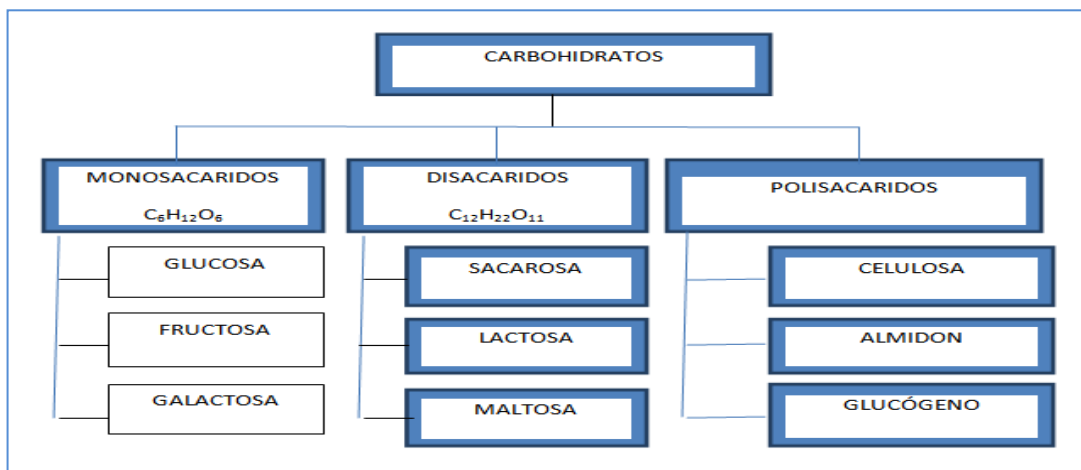 CARBOHIDRATOS
MONOSACARIDOS
C₆H₁₂O₆
DISACARIDOS
C₁₂H₂₂O₁₁
POLISACARIDOS
GLUCOSA
FRUCTOSA
GALACTOSA
SACAROSA
LACTOSA
MALTOSA
CELULOSA
ALMIDON
GLUCÓGENO